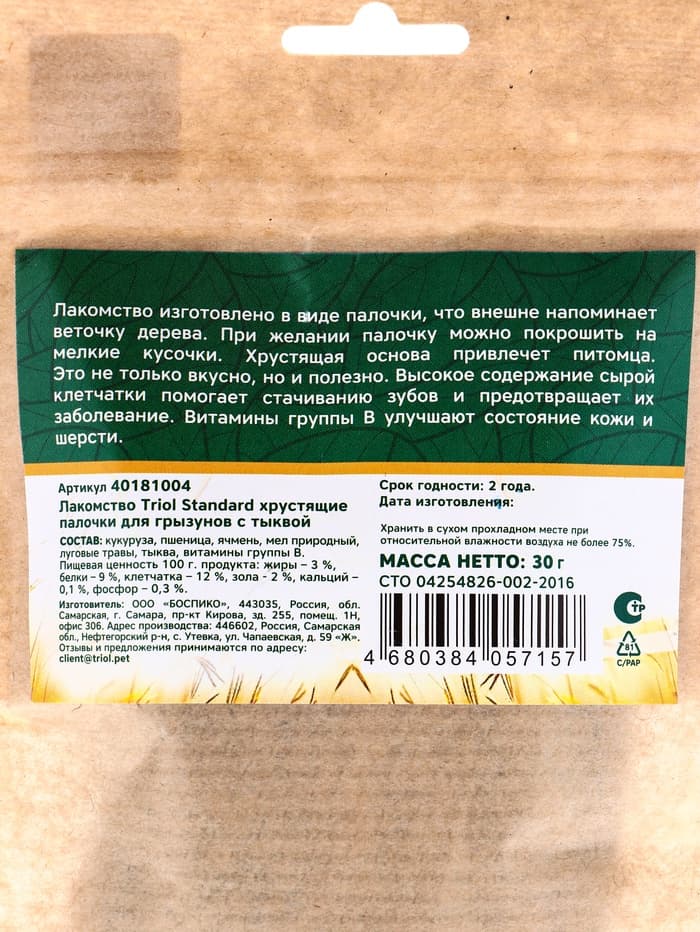 Лакомство изготовлено в виде палочки, что внешне напоминает
веточку дерева. При желании палочку можно покрошить на
мелкие кусочки. Хрустящая основа привлечет питомца.
Это не только вкусно, но и полезно. Высокое содержание сырой
клетчатки помогает стачиванию зубов и предотвращает их
заболевание. Витамины группы В улучшают состояние кожи и
шерсти.
Артикул 40181004
Лакомство Triol Standard хрустящие
палочки для грызунов с тыквой
СОСТАВ: кукуруза, пшеница, ячмень, мел природный,
луговые травы, тыква, витамины группы В.
Пищевая ценность 100 г. продукта: жиры – 3 %,
белки – 9 %, клетчатка – 12 %, зола - 2 %, кальций –
0,1 %, фосфор – 0,3 %.
Изготовитель: ООО «БОСПИКО», 443035, Россия, обл.
Самарская, г. Самара, пр-кт Кирова, зд. 255, помещ. 1Н,
офис 306. Адрес производства: 446602, Россия, Самарская
обл., Нефтегорский р-н, с. Утевка, ул. Чапаевская, д. 59 «Ж».
Отзывы и предложения принимаются по адресу:
client@triol.pet
Срок годности: 2 года.
Дата изготовления:
Хранить в сухом прохладном месте при
относительной влажности воздуха не более 75%.
МАССА НЕТТО: 30 г
СТО 04254826-002-2016
4 680384 057157
СТР
81
C/PAP